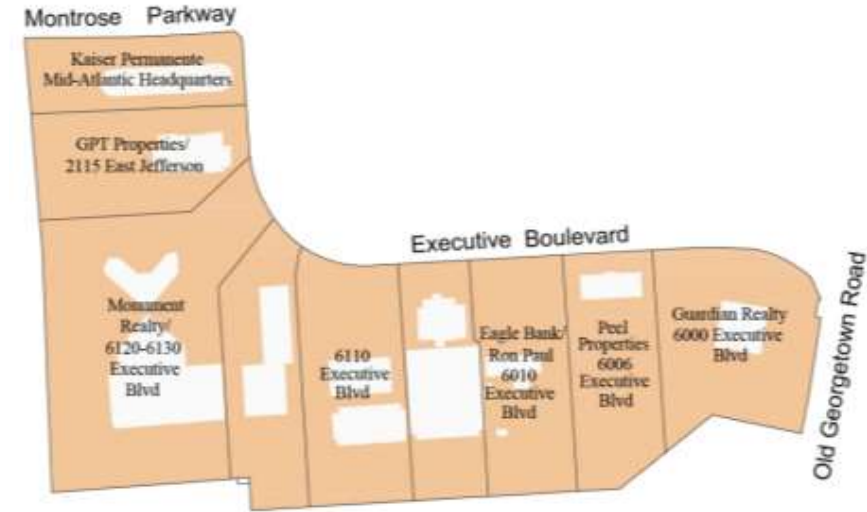 Montrose Parkway
Kaiser Permanente
Mid-Atlantic Headquarters
GPT Properties/
2115 East Jefferson
Executive Boulevard
Old Georgetown Road
Monument
Realty/
6120-6130
Executive
Blvd
6110
Executive
Blvd
Eagle Bank/
Ron Paul
6010
Executive
Blvd
Peel
Properties
6006
Executive
Blvd
Guardian Realty
6000 Executive
Blvd